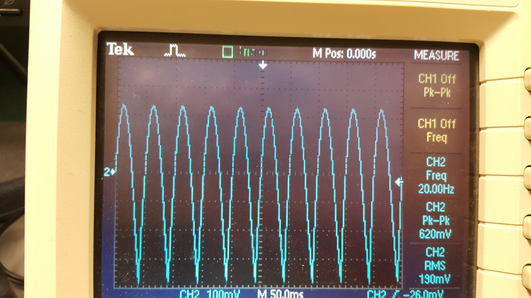 Tek M Pos: 0.000s MEASURE
CH1 Off
Pk-Pk
CH1 Off
Freq
2
CH2
Freq
20.00Hz
CH2
Pk-Pk
620mV
CH2
RMS
190mV
CH2 100mV M 50.0ms CH2 -26.0mV